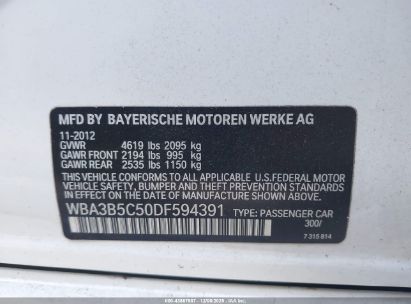 MFD BY BAYERISCHE MOTOREN WERKE AG
11-2012
GVWR 4619 lbs 2095 kg
GAWR FRONT 2194 lbs 995 kg
GAWR REAR 2535 lbs 1150 kg
THIS VEHICLE CONFORMS TO ALL APPLICABLE U.S.FEDERAL MOTOR
VEHICLE SAFETY, BUMPER AND THEFT PREVENTION STANDARDS
IN EFFECT ON THE DATE OF MANUFACTURE SHOWN ABOVE.
WBA3B5C50DF594391 TYPE: PASSENGER CAR
300/
7 315 814